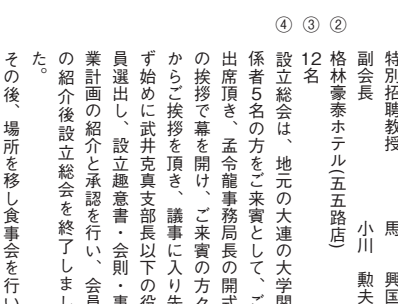 特別招聘教授　馬　興国
副会長　小川　勲夫
② 格林豪泰ホテル(五五路店)
③ 12名
④ 設立総会は、地元の大連の大学関
係者５名の方をご来賓として、ご
出席頂き、孟令龍事務局長の開式
の挨拶で幕を開け、ご来賓の方々
からご挨拶を頂き、議事に入り先
ず始めに武井克真支部長以下の役
員選出し、設立趣意書・会則・事
業計画の紹介と承認を行い、会員
の紹介後設立総会を終了しまし
た。
その後、場所を移し食事会を行い